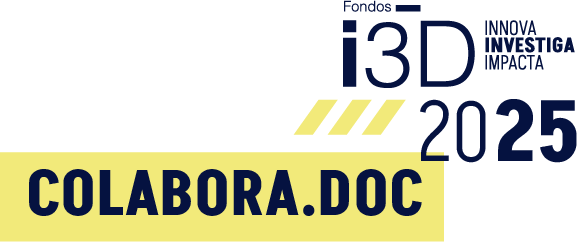 Fondos
i3D
INNOVA
INVESTIGA
IMPACTA
2025
COLABORA.DOC